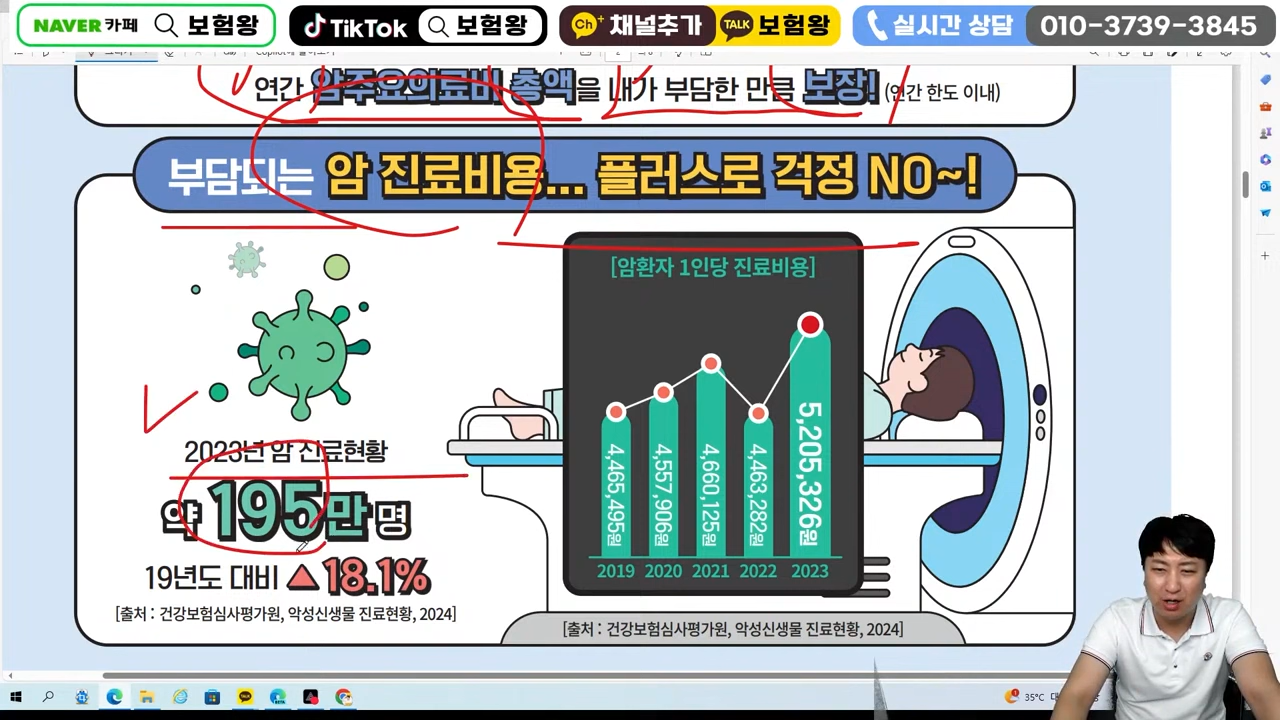 NAVER 카페 보험왕 TikTok 보험왕 Ch+ 채널추가 TALK 보험왕 실시간 상담 010-3739-3845
연간 암주요의료비 총액을 내가 부담한 만큼 보장! (연간 한도 이내)
부담되는 암 진료비용... 플러스로 걱정 NO~!
[암환자 1인당 진료비용]
4,465,495원 4,557,906원 4,660,125원 4,463,282원 5,205,326원
2019 2020 2021 2022 2023
2023년 암 진료현황
약 195만 명
19년도 대비 ▲18.1%
[출처 : 건강보험심사평가원, 악성신생물 진료현황, 2024]
[출처 : 건강보험심사평가원, 악성신생물 진료현황, 2024]
35°C